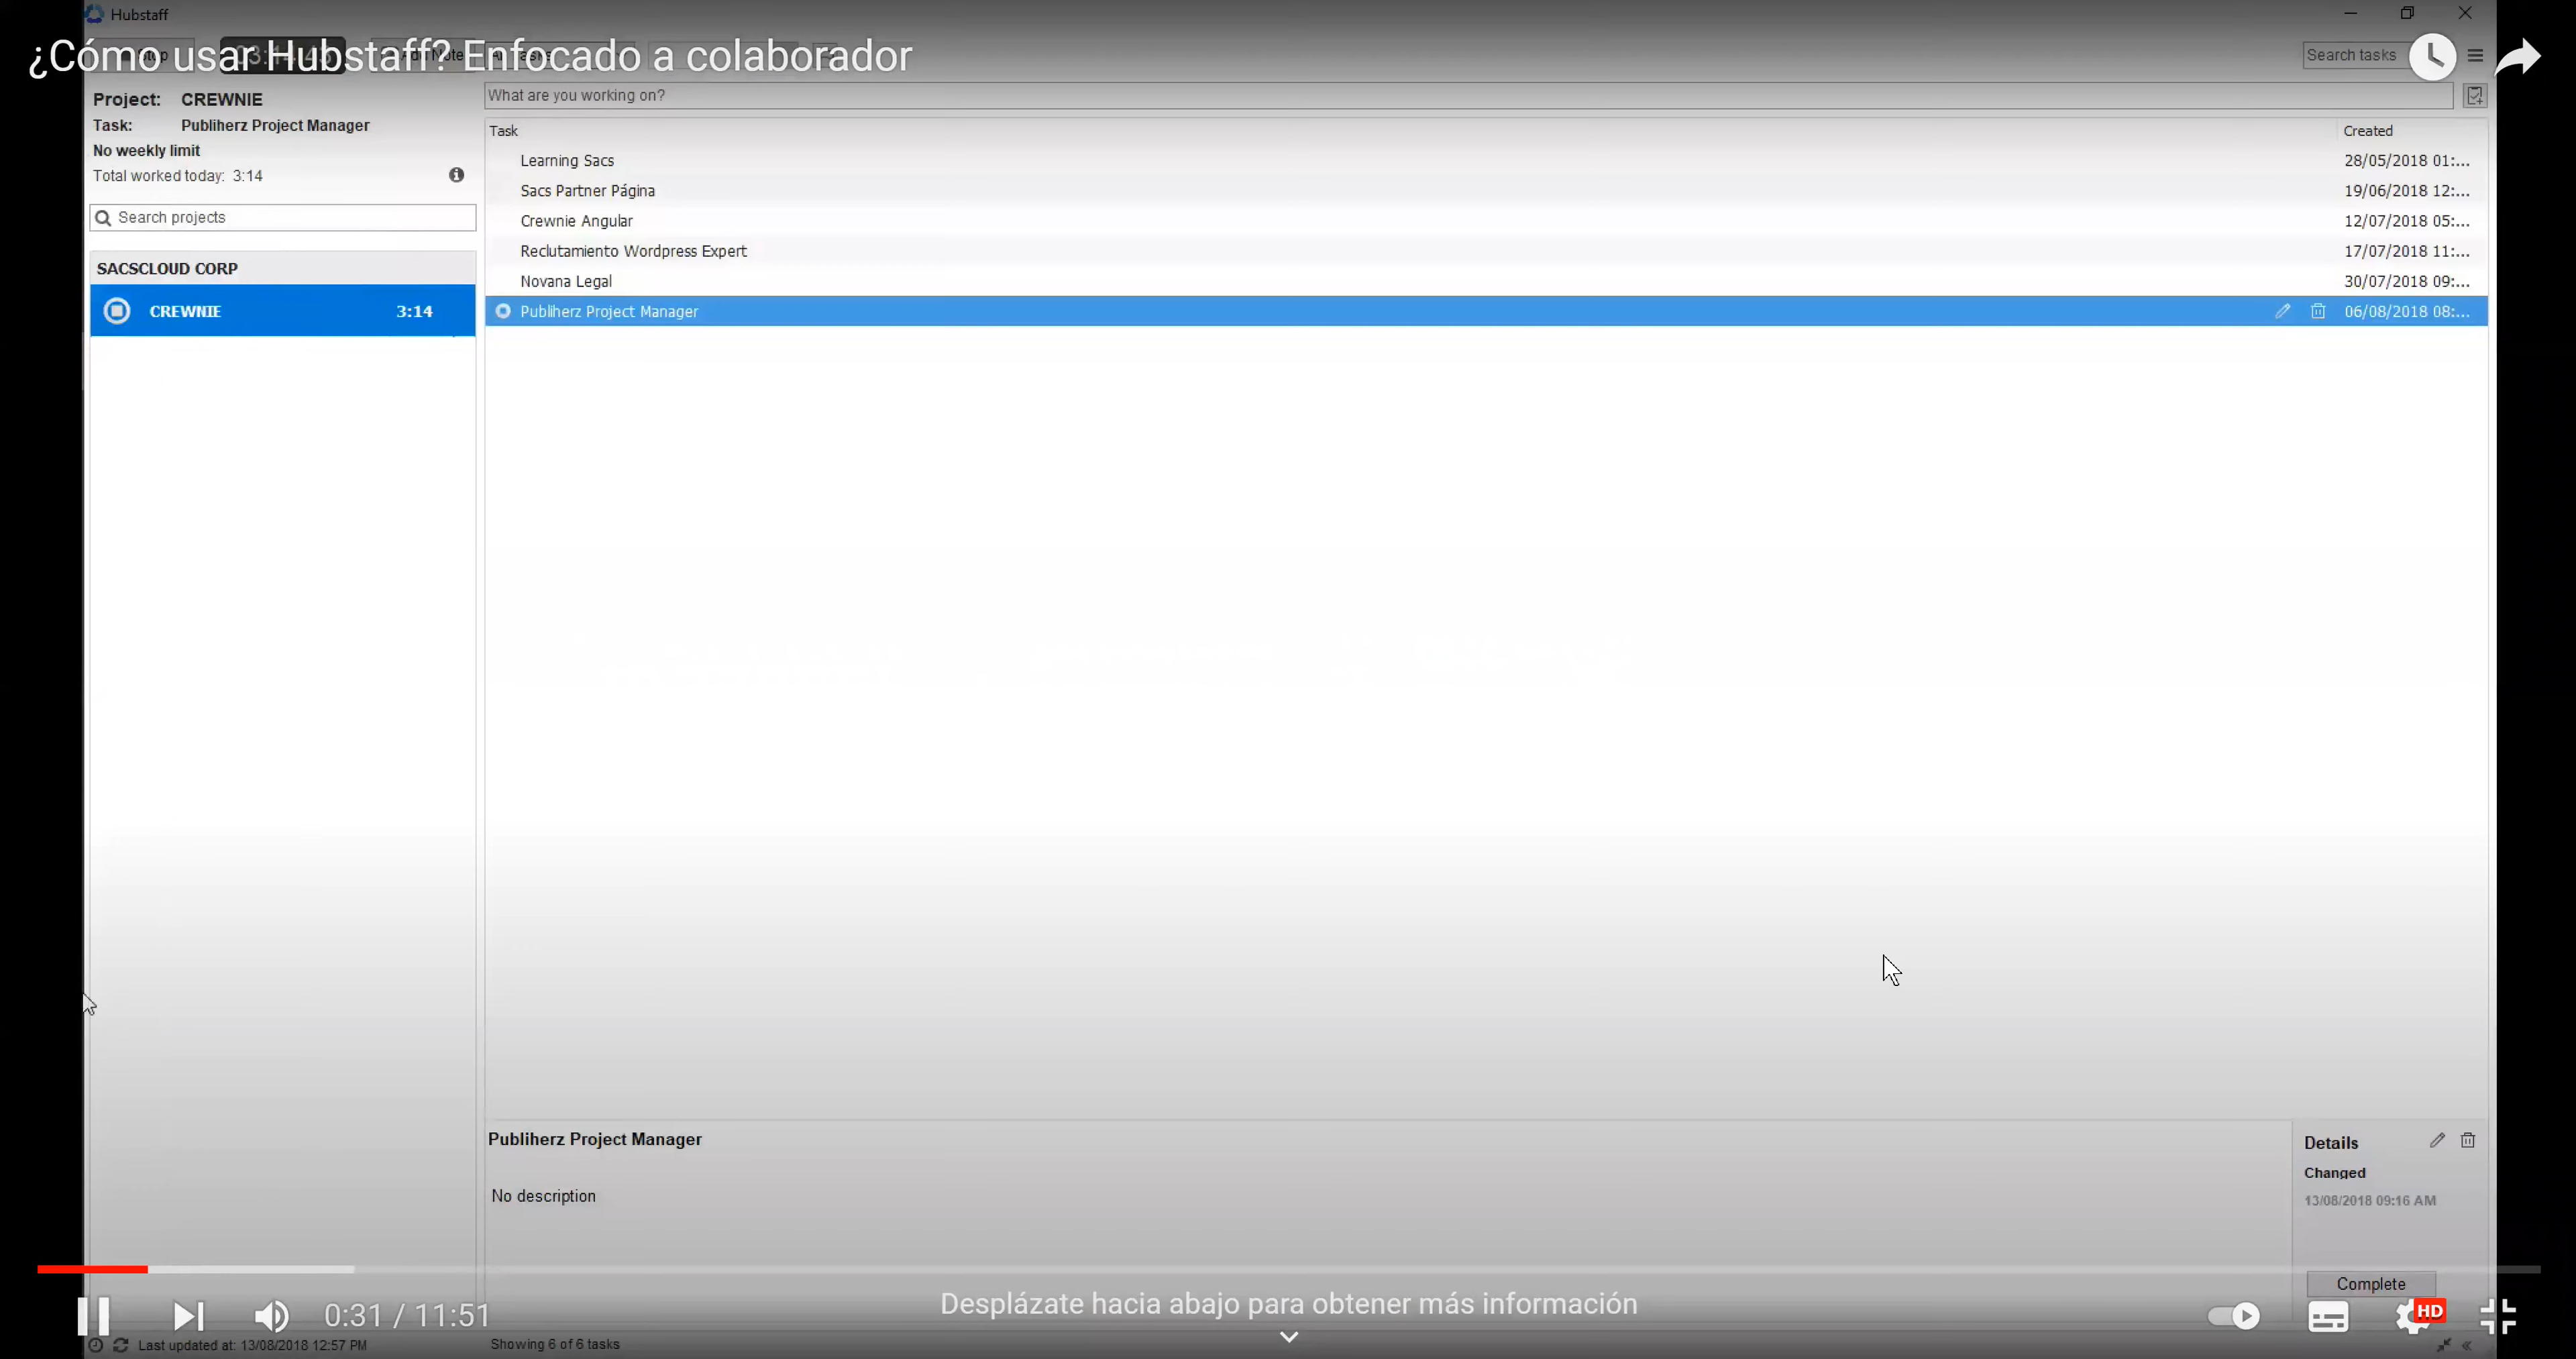 Hubstaff
¿Cómo usar Hubstaff? Enfocado a colaborador
Search tasks
Project: CREWNIE
Task: Publiherz Project Manager
No weekly limit
Total worked today: 3:14
Search projects
SACSCLOUD CORP
CREWNIE 3:14
What are you working on?
Task Created
Learning Sacs 28/05/2018 01:...
Sacs Partner Página 19/06/2018 12:...
Crewnie Angular 12/07/2018 05:...
Reclutamiento Wordpress Expert 17/07/2018 11:...
Novana Legal 30/07/2018 09:...
Publiherz Project Manager 06/08/2018 08:...
Publiherz Project Manager
No description
Details
Changed
13/08/2018 09:16 AM
Complete
Desplázate hacia abajo para obtener más información
0:31 / 11:51
HD
Last updated at: 13/08/2018 12:57 PM
Showing 6 of 6 tasks